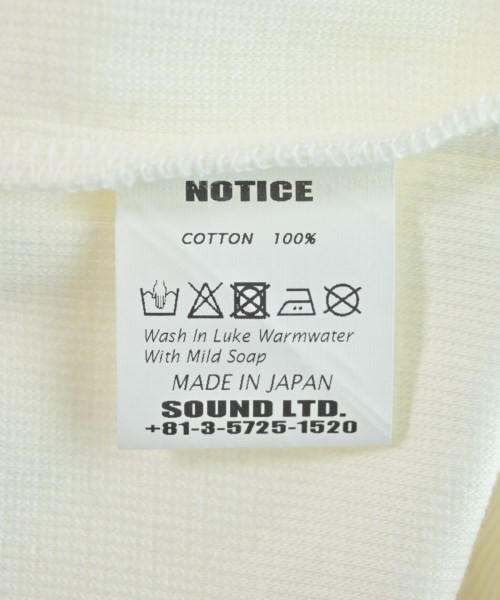 NOTICE
COTTON 100%
Wash In Luke Warmwater
With Mild Soap
MADE IN JAPAN
SOUND LTD.
+81-3-5725-1520